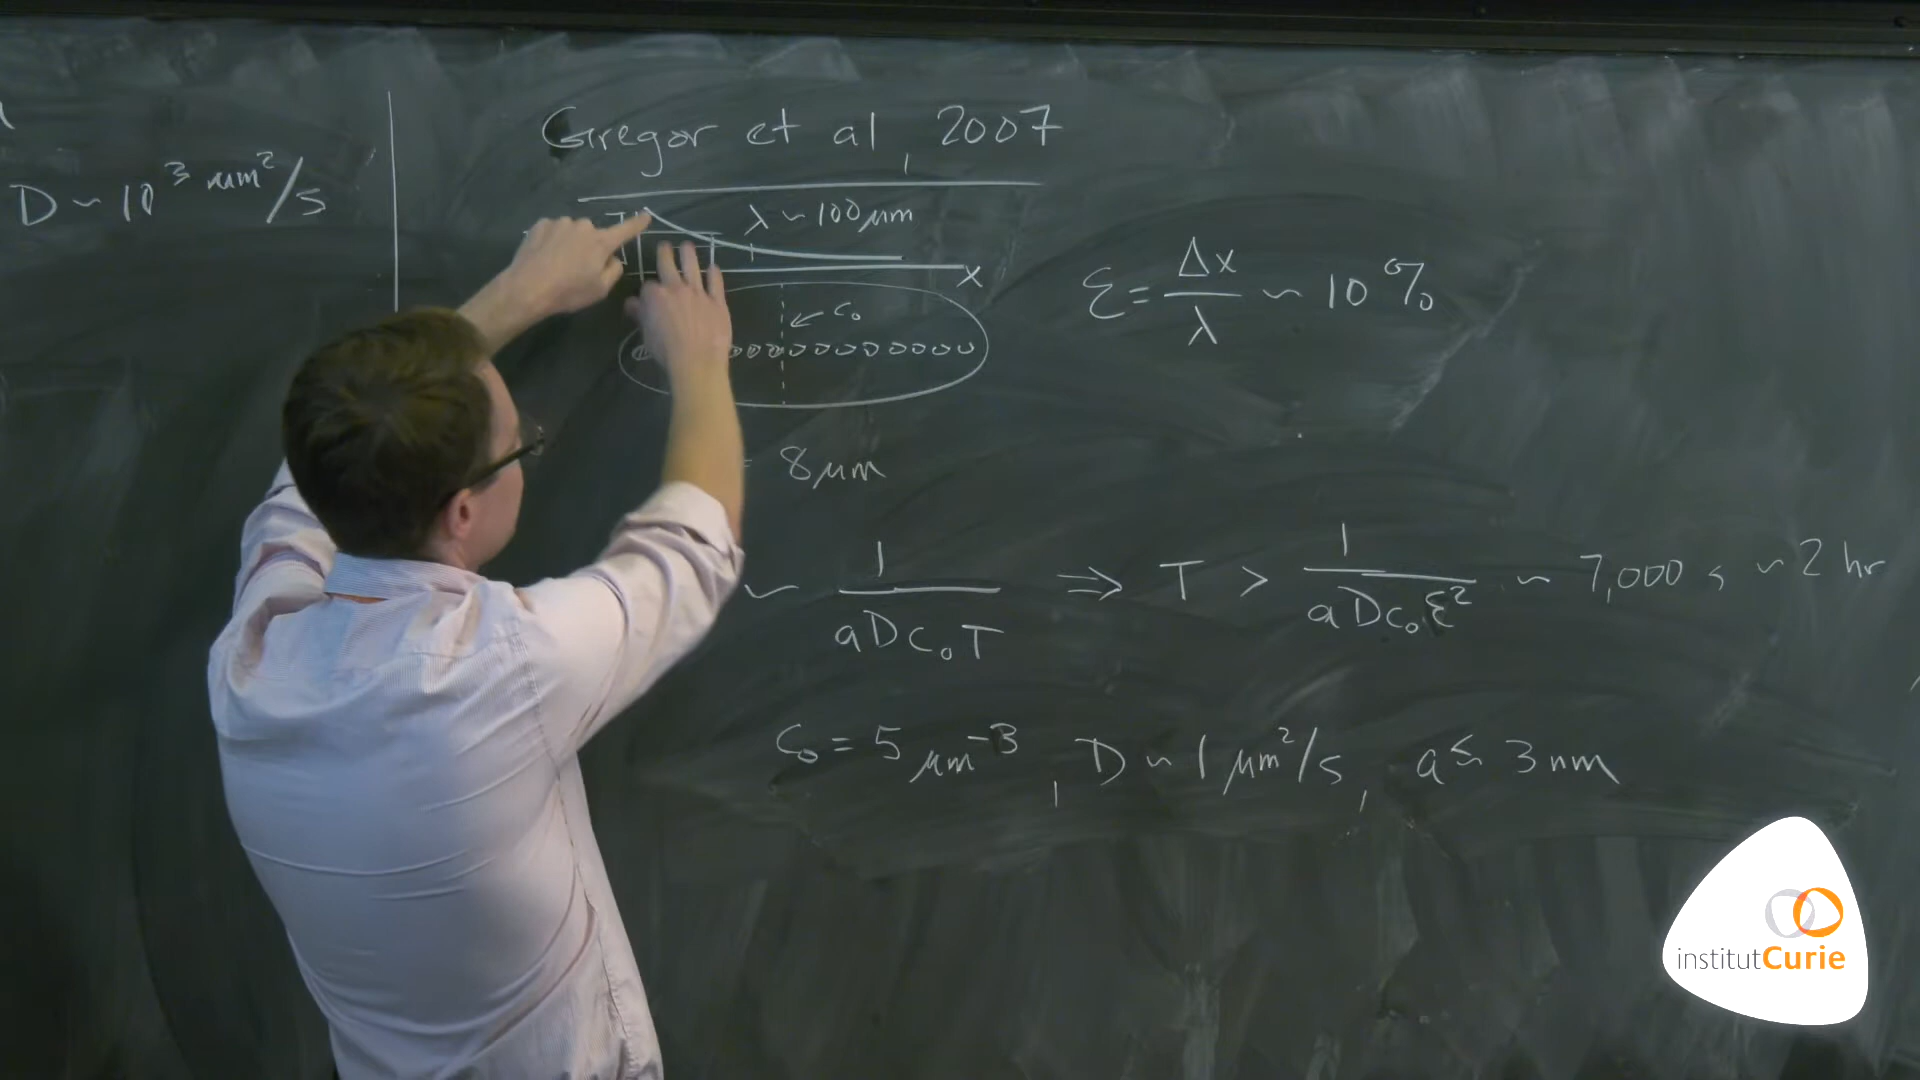 D ~ 10³ μm²/s
Gregor et al, 2007
λ ~ 100 μm
x
c₀
ε = Δx/λ ~ 10%
= 8 μm
~ 1/(aDc₀T) ⇒ T > 1/(aDc₀ε²) ~ 7,000 s ~ 2 hr
c₀ = 5 μm⁻³, D ~ 1 μm²/s, a ≲ 3 nm
institutCurie